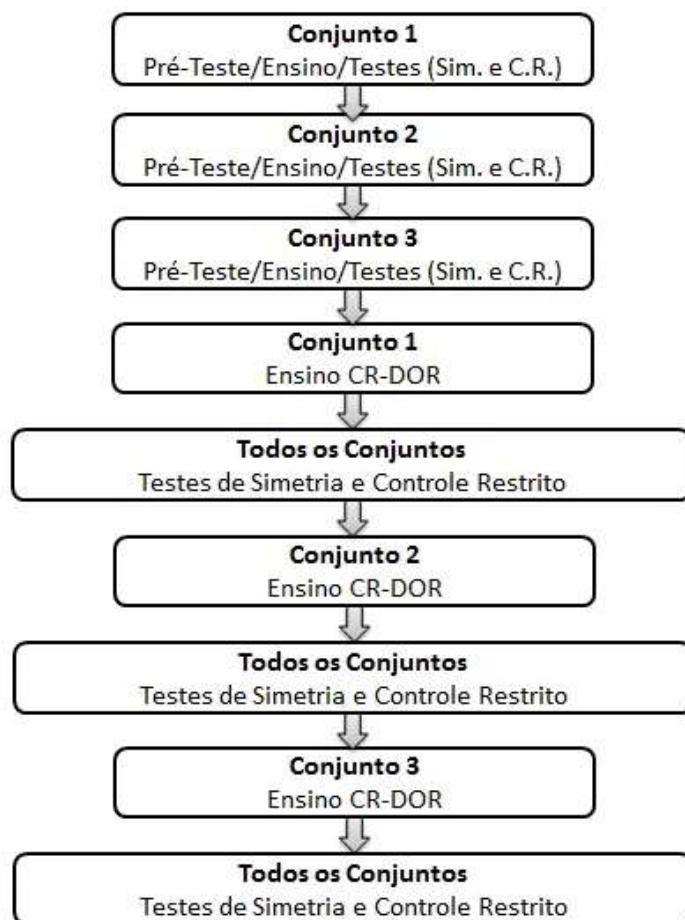 Conjunto 1
Pré-Teste/Ensino/Testes (Sim. e C.R.)
Conjunto 2
Pré-Teste/Ensino/Testes (Sim. e C.R.)
Conjunto 3
Pré-Teste/Ensino/Testes (Sim. e C.R.)
Conjunto 1
Ensino CR-DOR
Todos os Conjuntos
Testes de Simetria e Controle Restrito
Conjunto 2
Ensino CR-DOR
Todos os Conjuntos
Testes de Simetria e Controle Restrito
Conjunto 3
Ensino CR-DOR
Todos os Conjuntos
Testes de Simetria e Controle Restrito